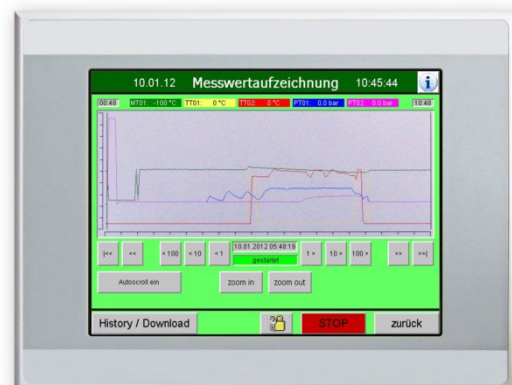 10.01.12 Messwertaufzeichnung 10:45:44 i
00:48 MT01: -100 °C TT01: 0 °C TT02: 0 °C PT01: 0.0 bar PT02: 0.0 bar 10:48
|<< << <100 <10 <1 10.01.2012 05:48:19 1> 10> 100> >> >>|
gestartet
Autoscroll ein zoom in zoom out
History / Download STOP zurück